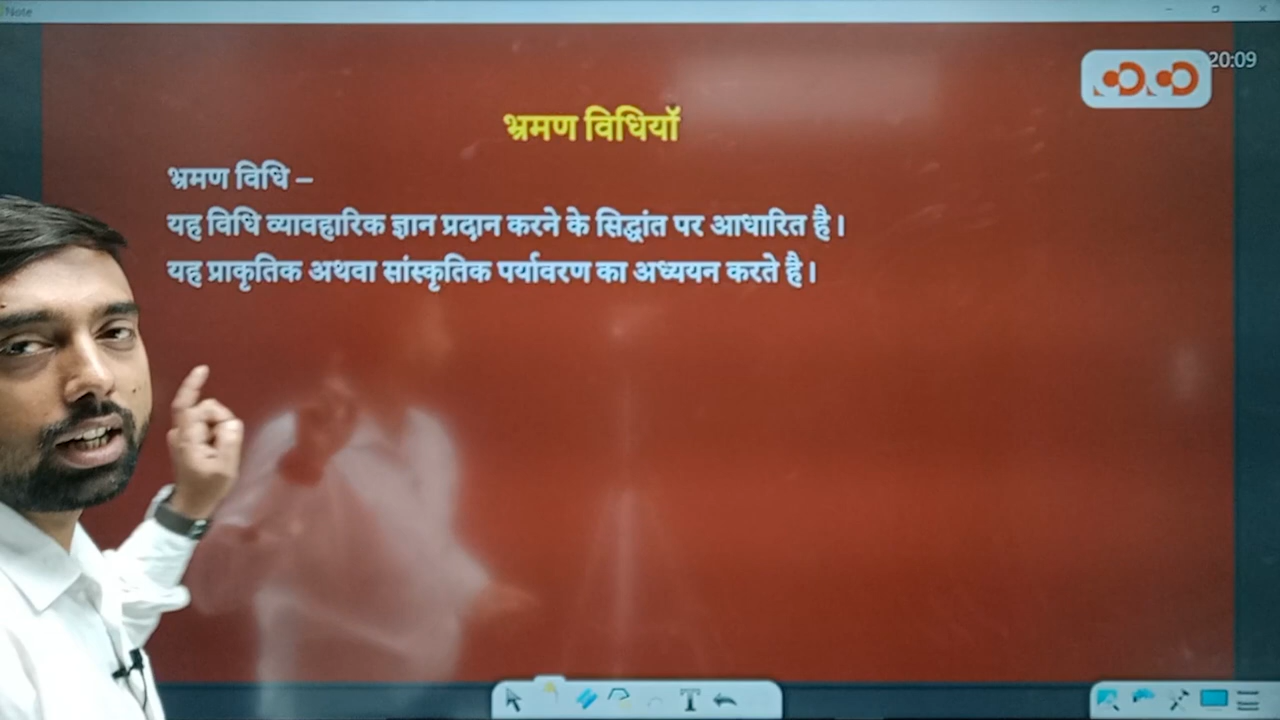 Note
20:09
भ्रमण विधियॉ
भ्रमण विधि –
यह विधि व्यावहारिक ज्ञान प्रदान करने के सिद्धांत पर आधारित है।
यह प्राकृतिक अथवा सांस्कृतिक पर्यावरण का अध्ययन करते है।